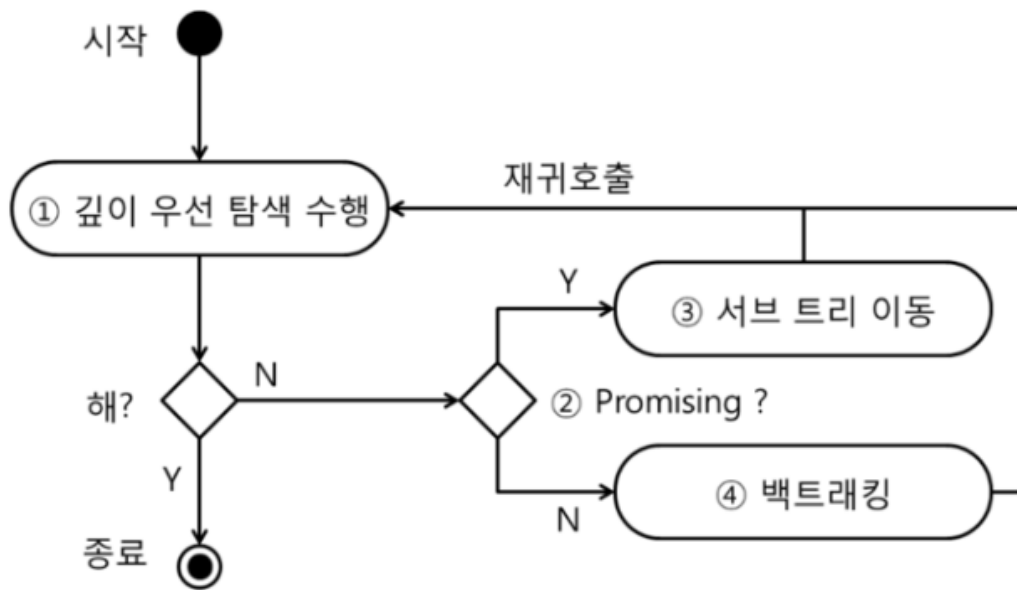 시작
재귀호출
① 깊이 우선 탐색 수행
Y
③ 서브 트리 이동
N
해?
② Promising ?
Y
④ 백트래킹
N
종료